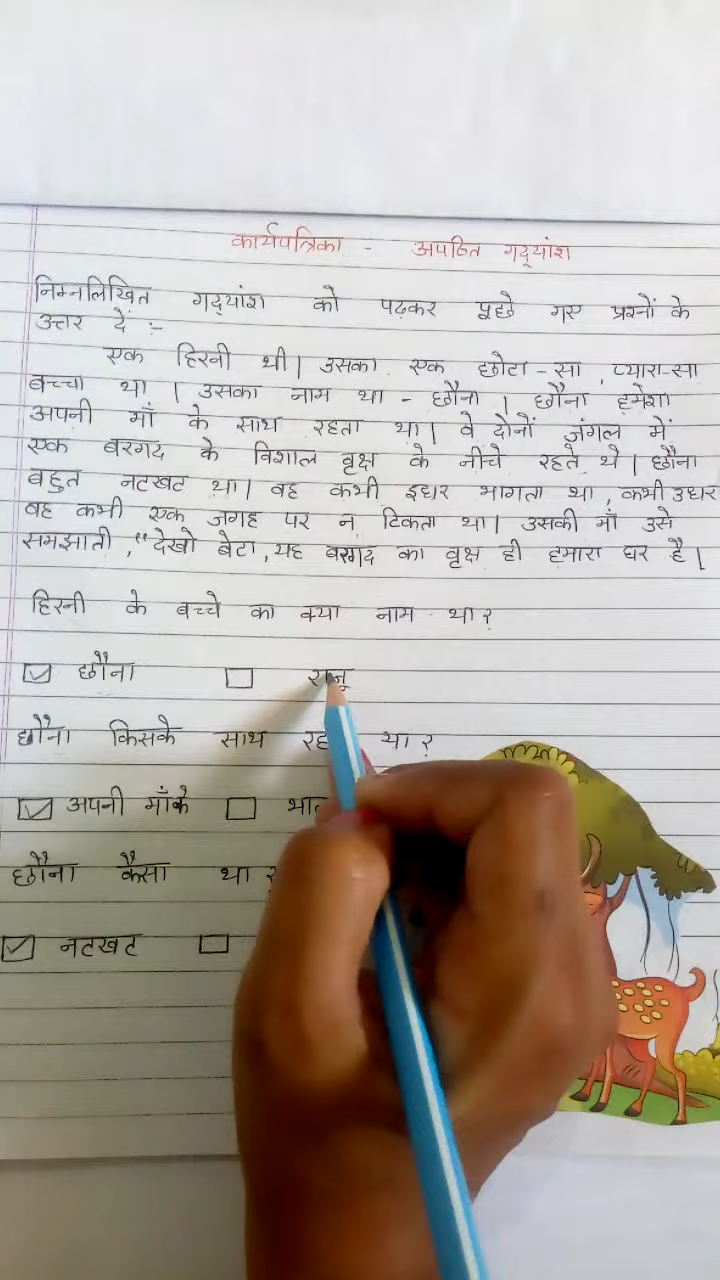 कार्यपत्रिका - अपठित गद्यांश
निम्नलिखित गद्यांश को पढ़कर पूछे गए प्रश्नों के
उत्तर दें :-
एक हिरनी थी। उसका एक छोटा - सा, प्यारा-सा
बच्चा था । उसका नाम था - छौना । छौना हमेशा
अपनी माँ के साथ रहता था। वे दोनों जंगल में
एक बरगद के विशाल वृक्ष के नीचे रहते थे। छौना
बहुत नटखट था। वह कभी इधर भागता था, कभी उधर
वह कभी एक जगह पर न टिकता था। उसकी माँ उसे
समझाती, "देखो बेटा, यह बरगद का वृक्ष ही हमारा घर है।
हिरनी के बच्चे का क्या नाम था?
छौना राजू
छौना किसके साथ था?
अपनी माँके
छौना कैसा था?
नटखट